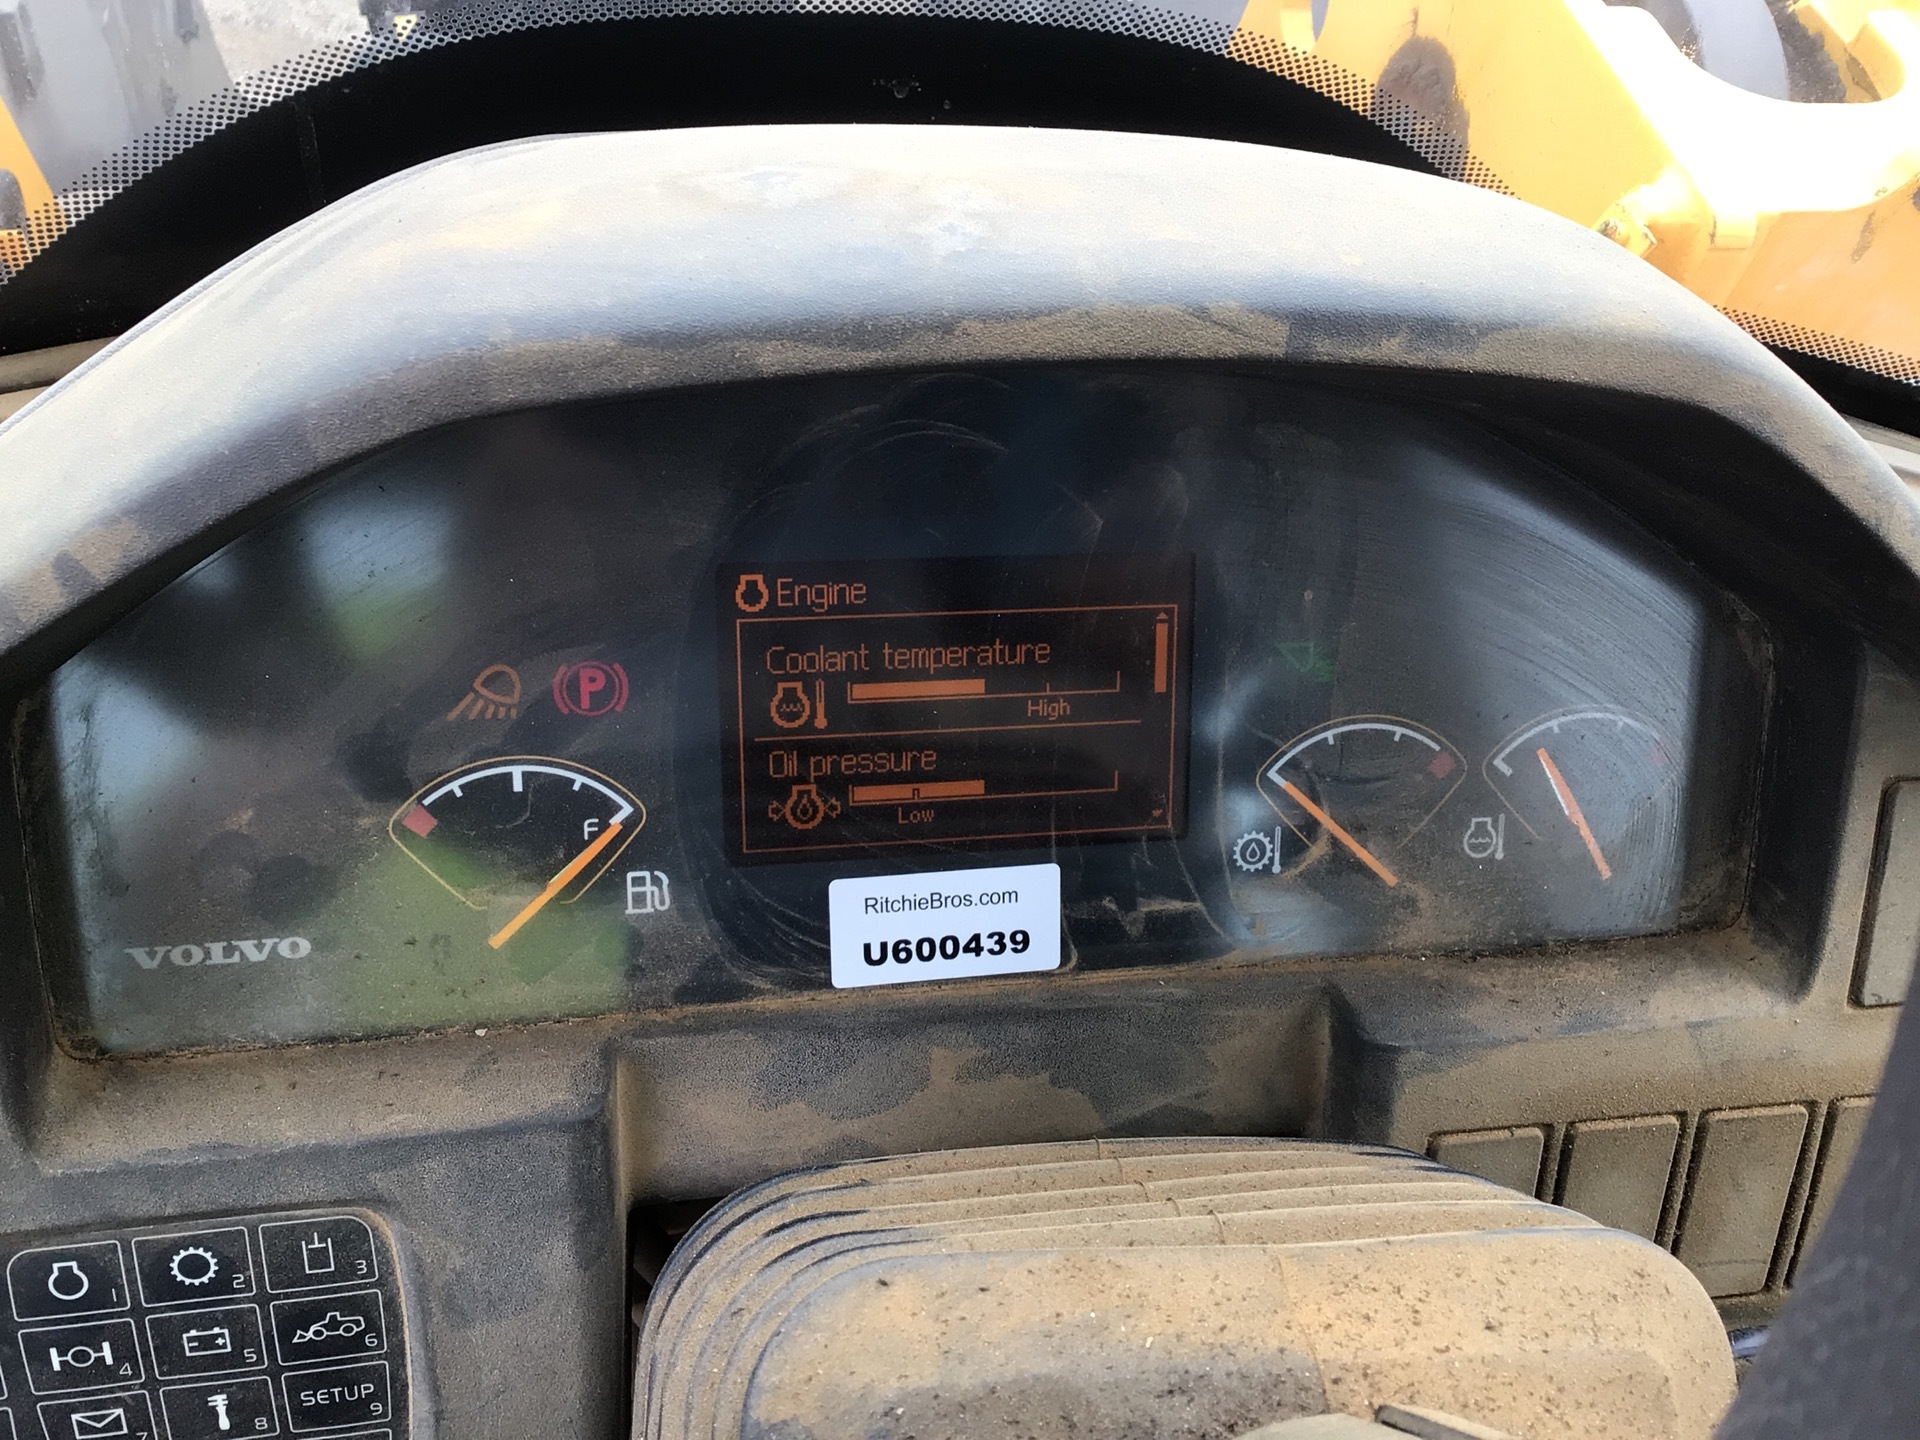 Engine
Coolant temperature
High
Oil pressure
Low
P
F
RitchieBros.com
U600439
VOLVO
1
2
3
4
5
6
7
8
SETUP
9